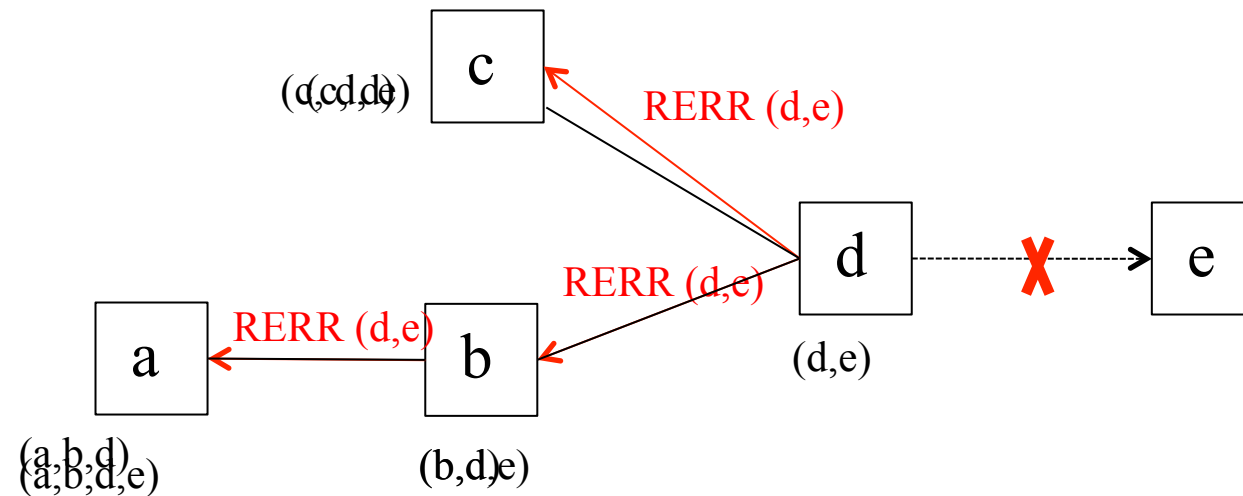 c
RERR (d,e)
(c,d,e)
(c,d)
RERR (d,e)
d
e
RERR (d,e)
a
b
(d,e)
(a,b,d)
(a,b,d,e)
(b,d,e)
(b,d)